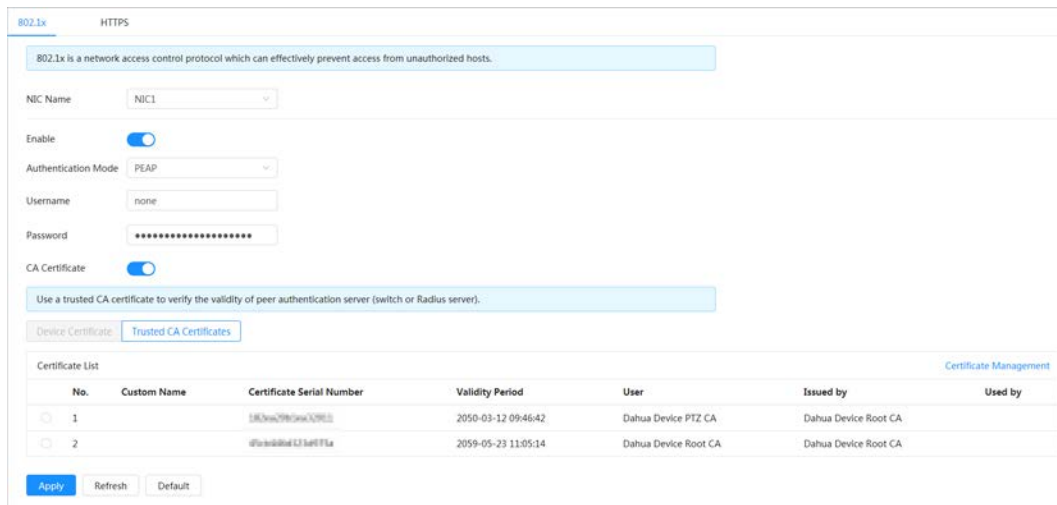 802.1x HTTPS
802.1x is a network access control protocol which can effectively prevent access from unauthorized hosts.
NIC Name NIC1
Enable
Authentication Mode PEAP
Username none
Password ••••••••••••••••••••
CA Certificate
Use a trusted CA certificate to verify the validity of peer authentication server (switch or Radius server).
Device Certificate Trusted CA Certificates
Certificate List Certificate Management
No. Custom Name Certificate Serial Number Validity Period User Issued by Used by
1 2050-03-12 09:46:42 Dahua Device PTZ CA Dahua Device Root CA
2 2059-05-23 11:05:14 Dahua Device Root CA Dahua Device Root CA
Apply Refresh Default